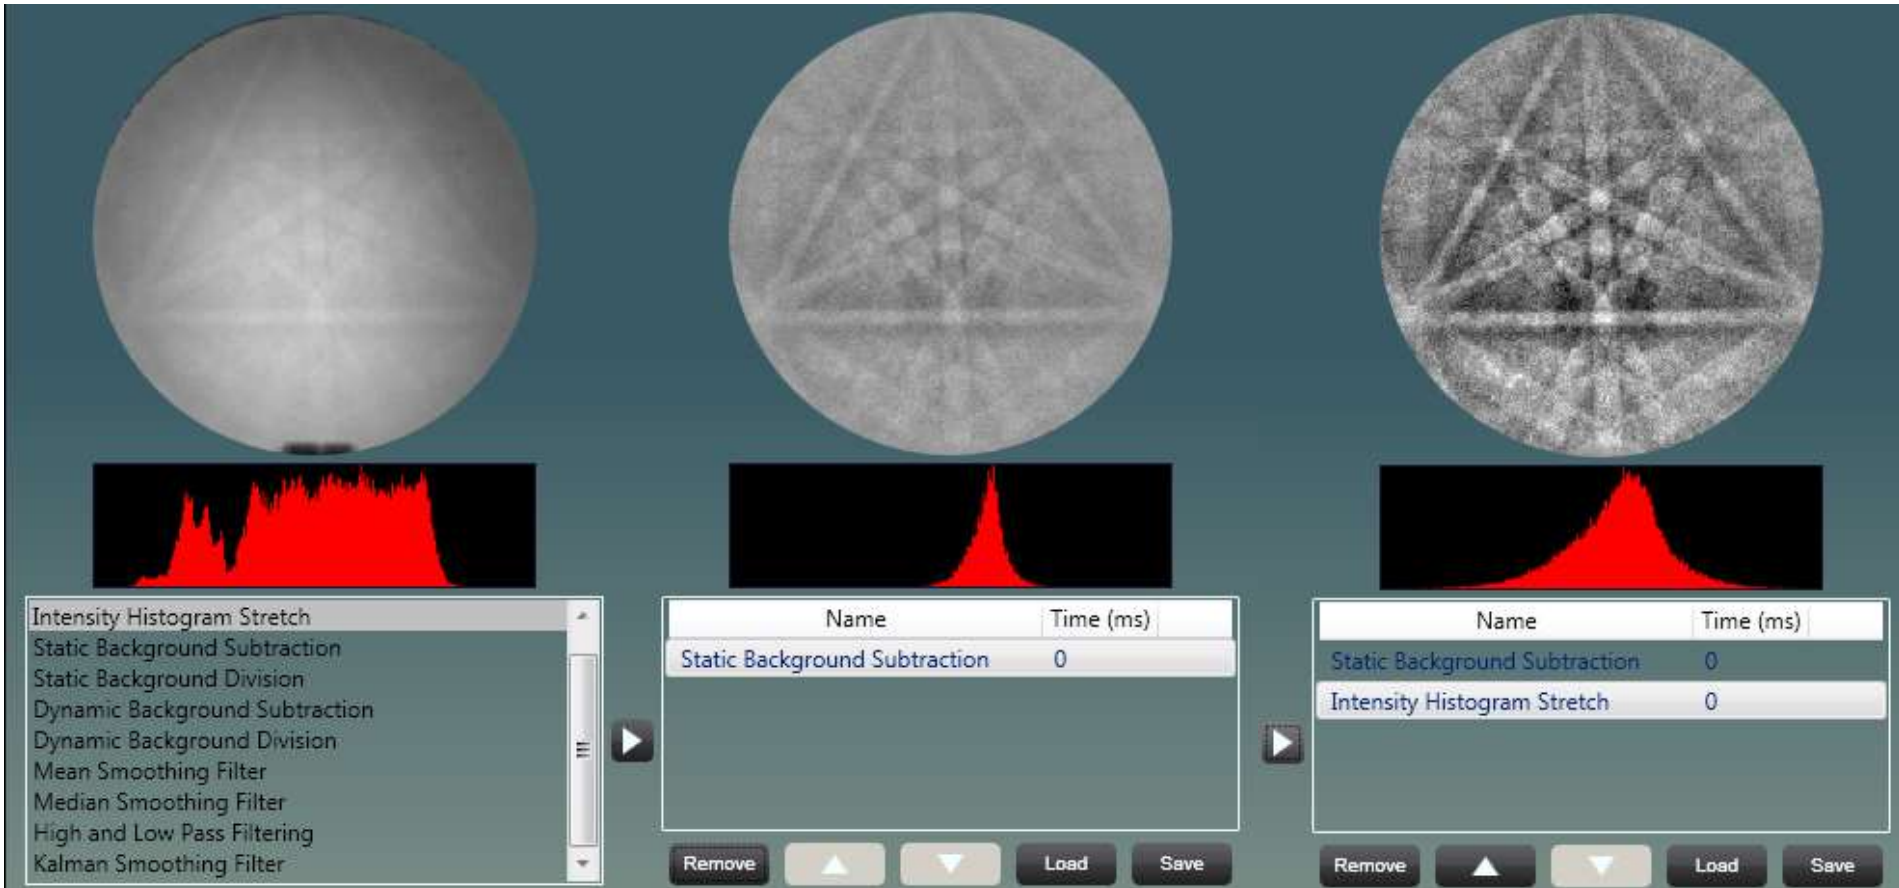 Intensity Histogram Stretch
Static Background Subtraction
Static Background Division
Dynamic Background Subtraction
Dynamic Background Division
Mean Smoothing Filter
Median Smoothing Filter
High and Low Pass Filtering
Kalman Smoothing Filter
Name Time (ms)
Static Background Subtraction 0
Remove Load Save
Name Time (ms)
Static Background Subtraction 0
Intensity Histogram Stretch 0
Remove Load Save